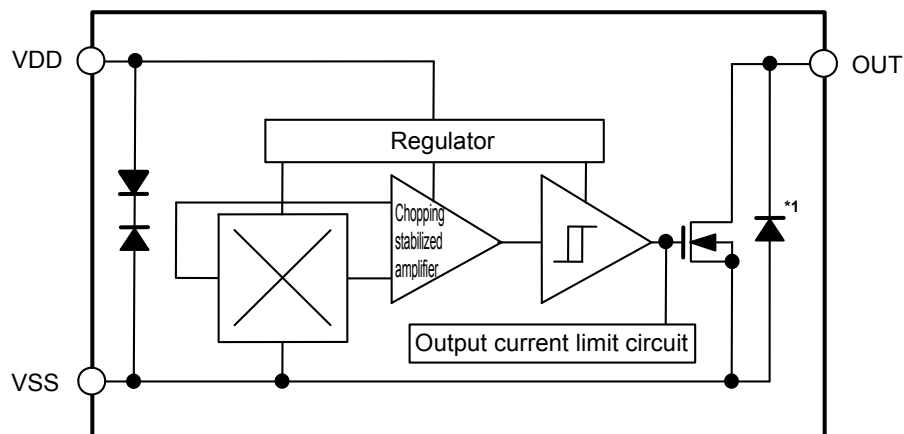 VDD
OUT
Regulator
Chopping
stabilized
amplifier
*1
Output current limit circuit
VSS